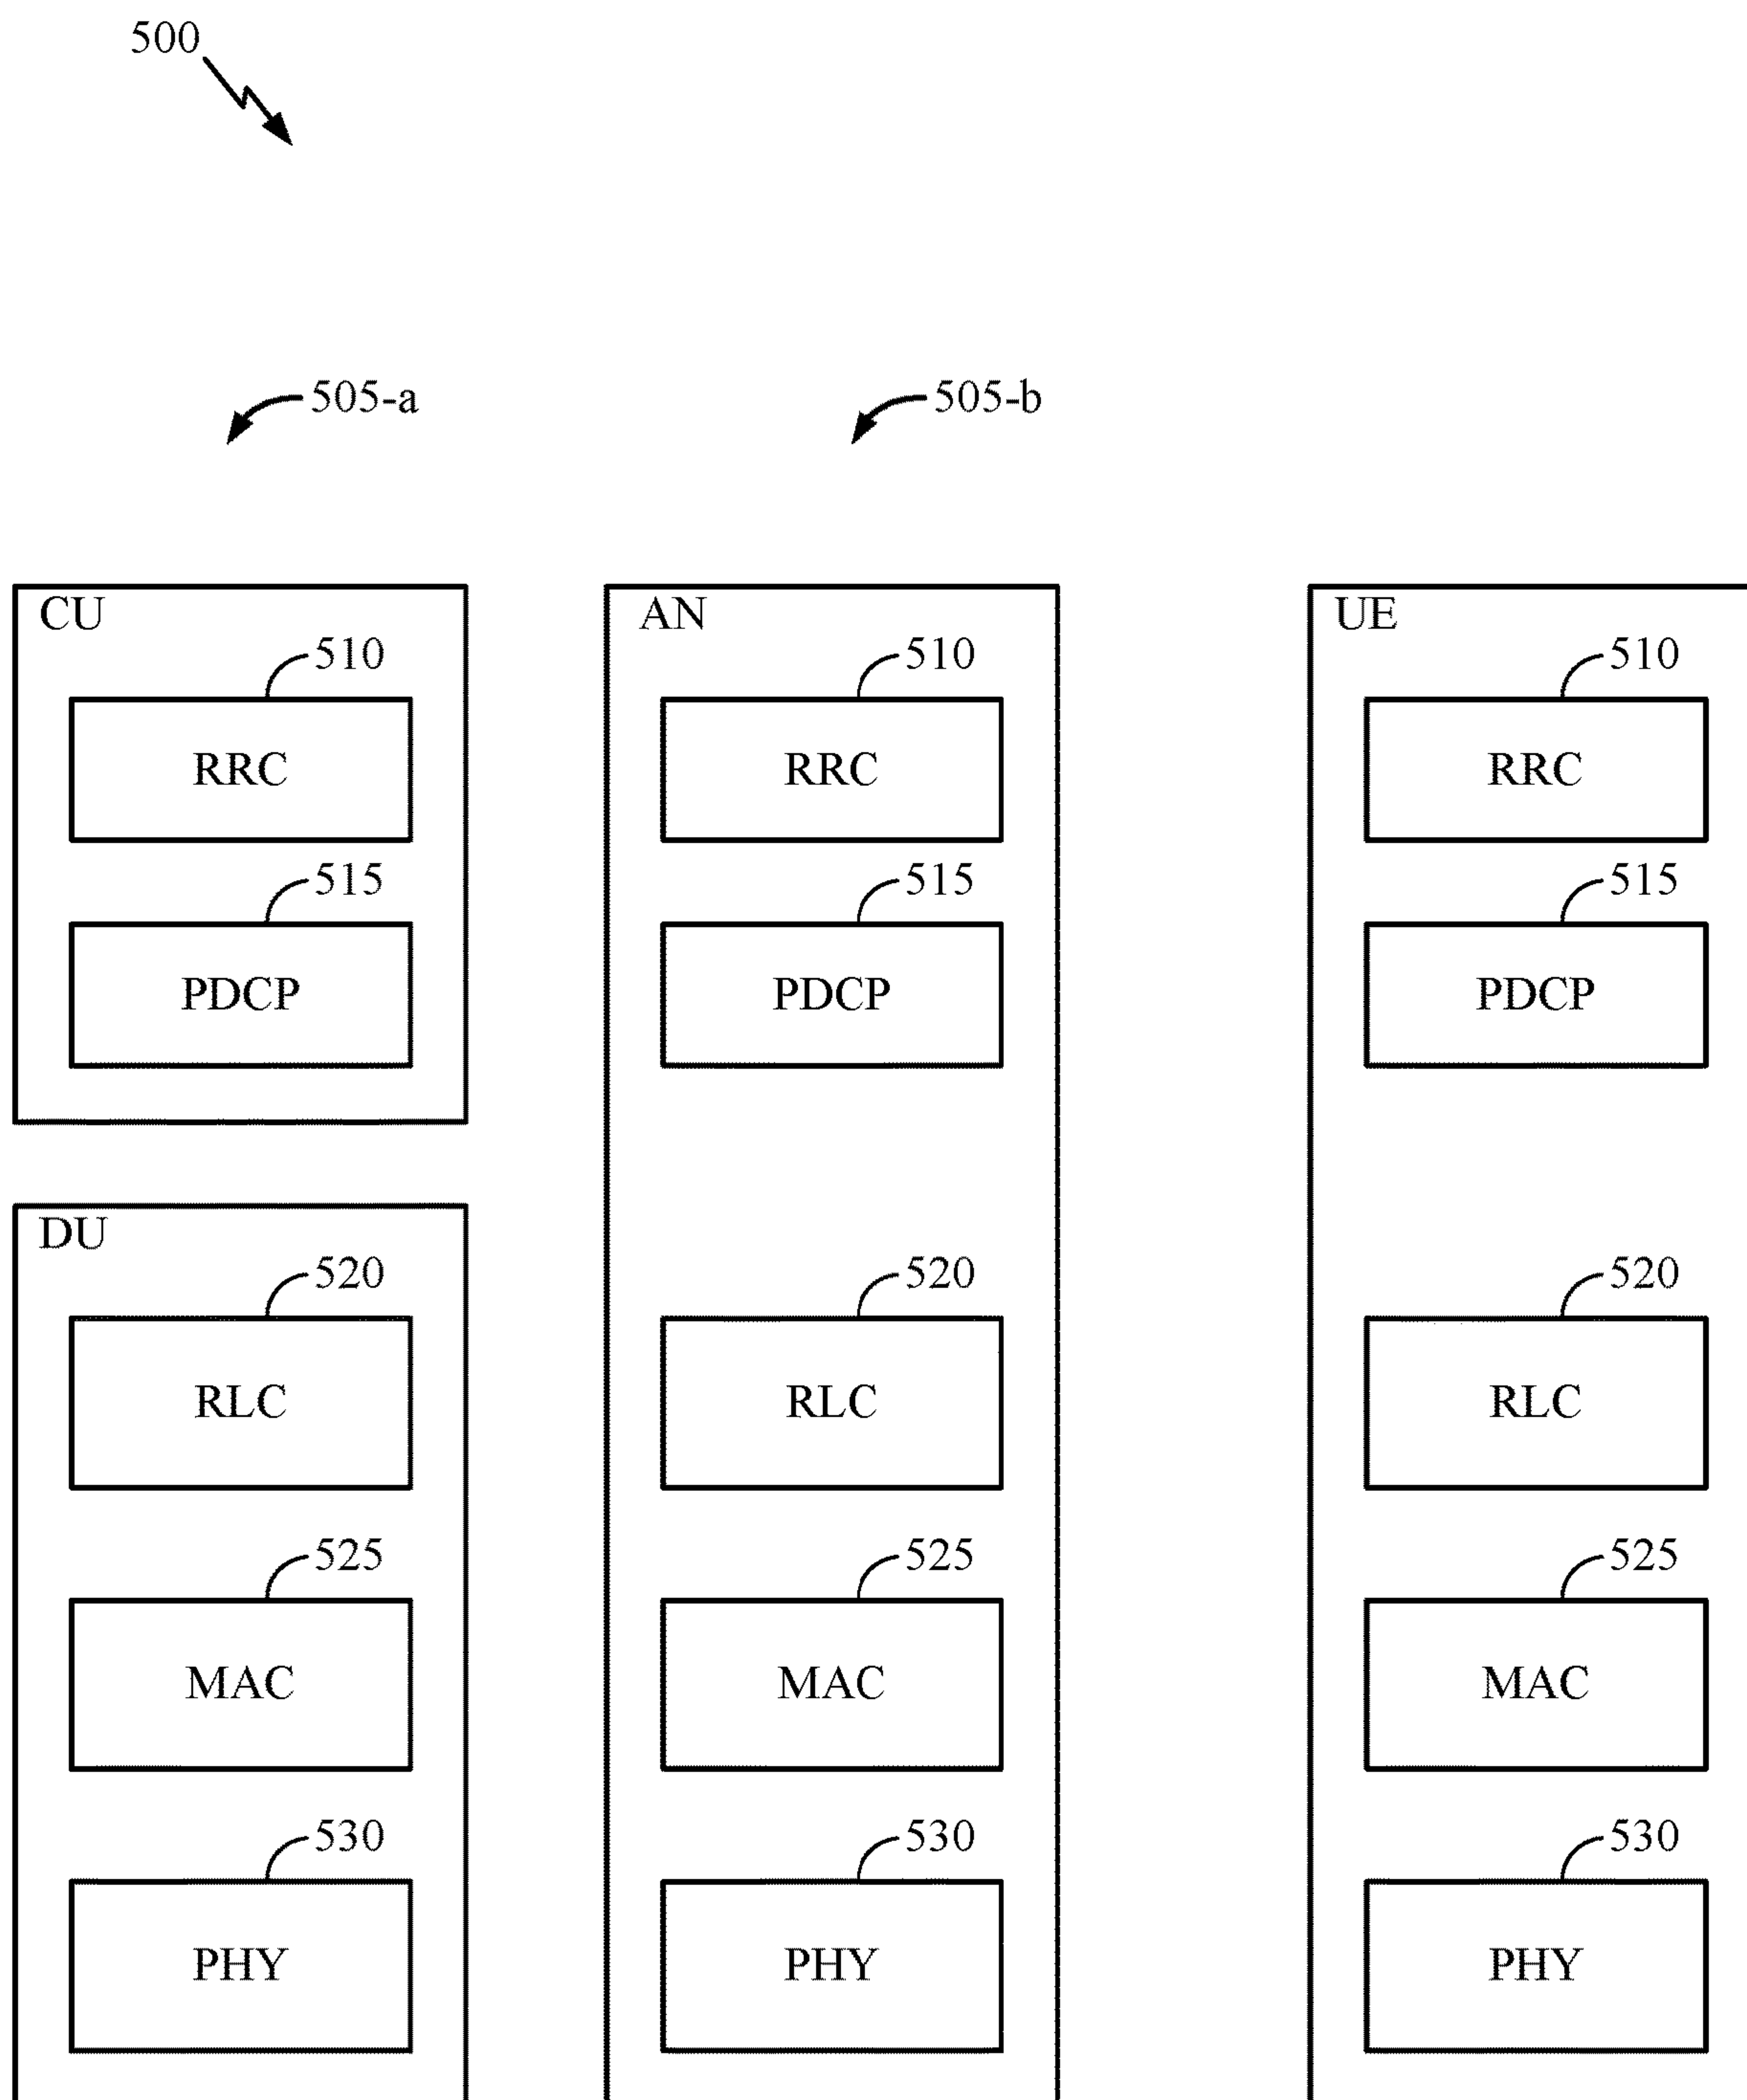 500
505-a 505-b
CU AN UE
510 510 510
RRC RRC RRC
515 515 515
PDCP PDCP PDCP
DU
520 520 520
RLC RLC RLC
525 525 525
MAC MAC MAC
530 530 530
PHY PHY PHY